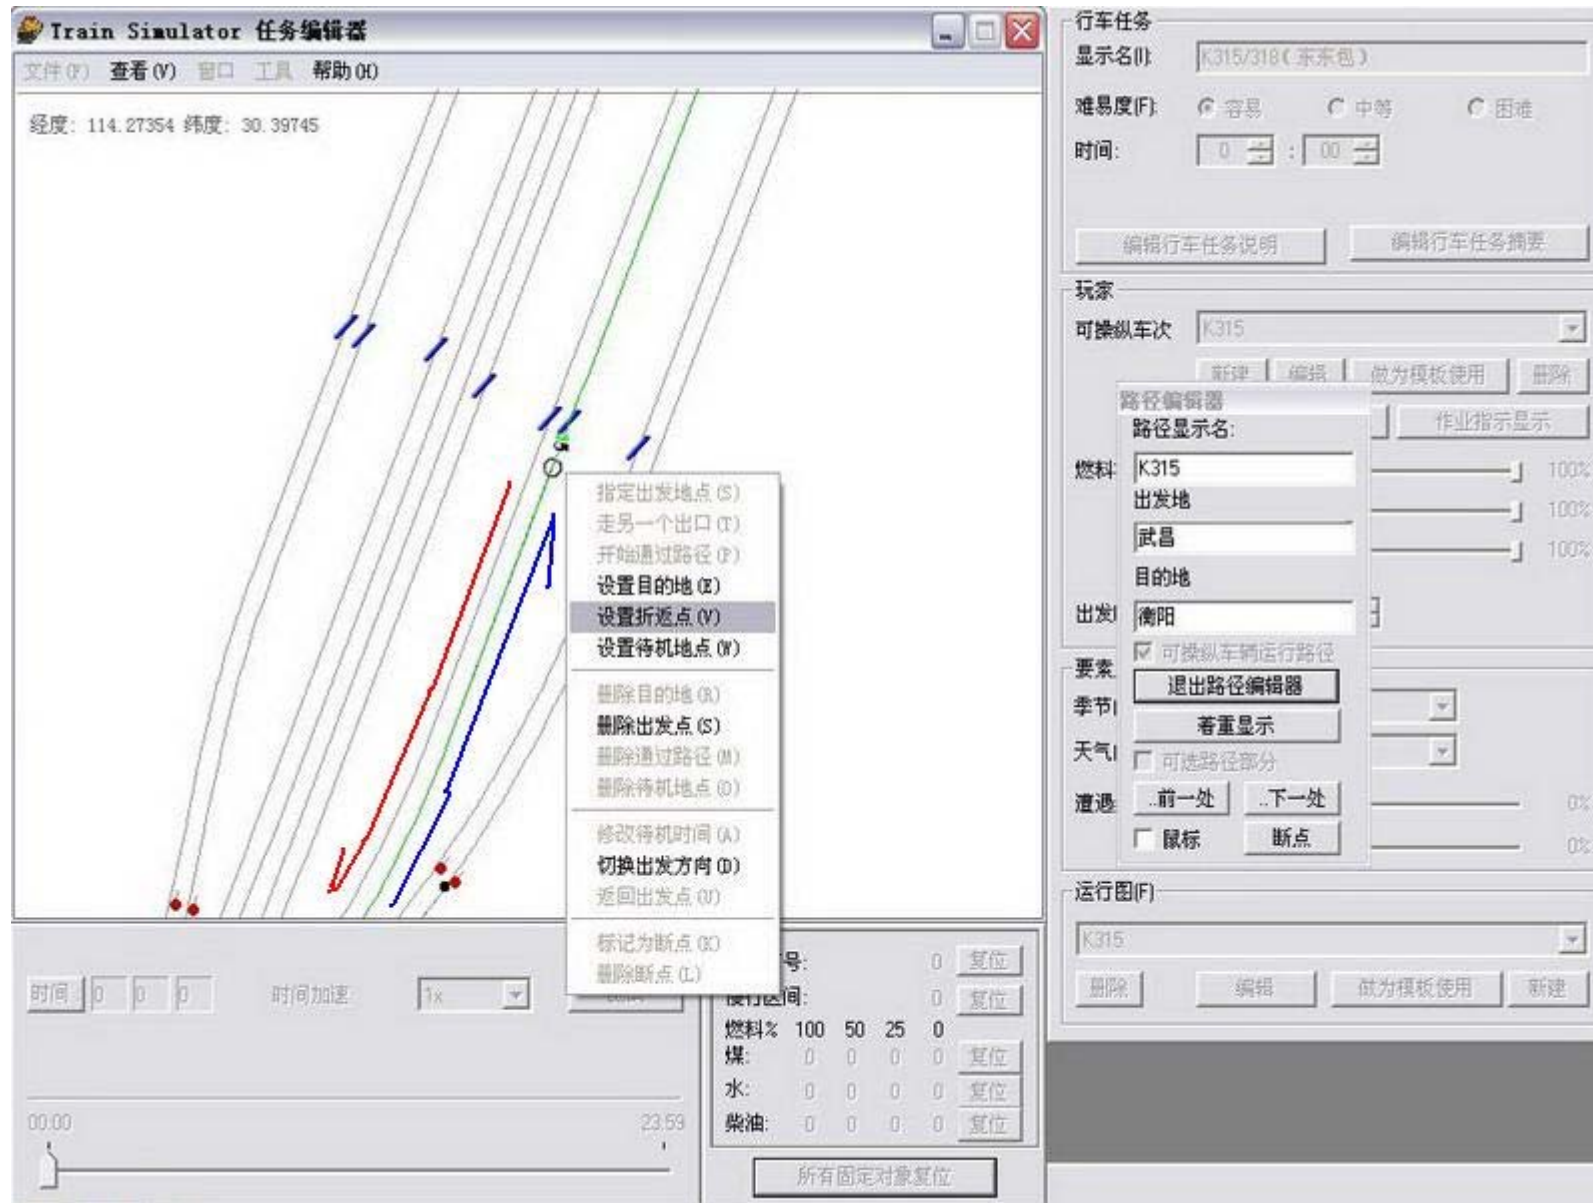 Train Simulator 任务编辑器
文件(F) 查看(V) 窗口 工具 帮助(H)
经度: 114.27354 纬度: 30.39745
指定出发地点(S)
走另一个出口(T)
开始通过路径(P)
设置目的地(E)
设置折返点(V)
设置待机地点(W)
删除目的地(R)
删除出发点(S)
删除通过路径(M)
删除待机地点(O)
修改待机时间(A)
切换出发方向(D)
返回出发点(U)
标记为断点(K)
删除断点(L)
时间 0 0 0 时间加速: 1x
00:00 23:59
号: 0 复位
慢行区间: 0 复位
燃料% 100 50 25 0
煤: 0 0 0 0 复位
水: 0 0 0 0 复位
柴油: 0 0 0 0 复位
所有固定对象复位
行车任务
显示名(I): K315/318(东东包)
难易度(F): 容易 中等 困难
时间: 0 : 00
编辑行车任务说明 编辑行车任务摘要
玩家
可操纵车次 K315
新建 编辑 做为模板使用 删除
作业指示显示
燃料: 100%
100%
100%
出发
要素
季节
天气
遭遇 0%
0%
路径编辑器
路径显示名:
K315
出发地
武昌
目的地
衡阳
可操纵车辆运行路径
退出路径编辑器
着重显示
可选路径部分
..前一处 ..下一处
鼠标 断点
运行图(F)
K315
删除 编辑 做为模板使用 新建